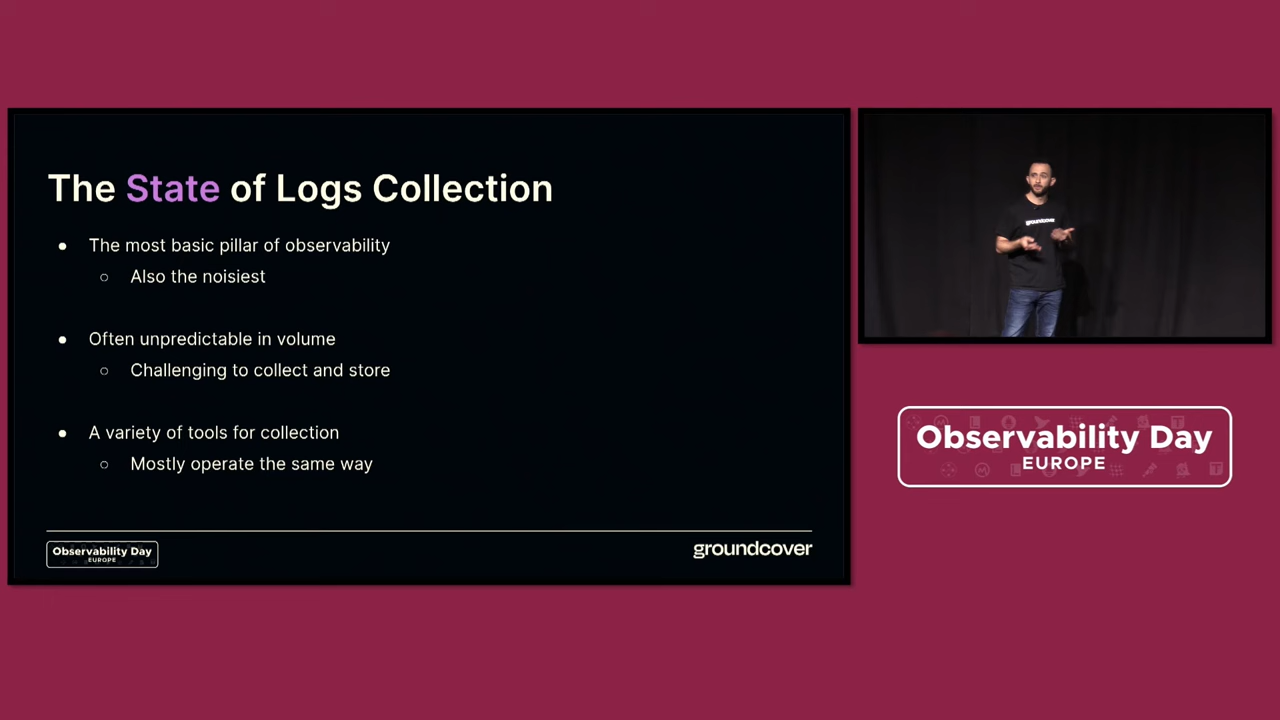 The State of Logs Collection
The most basic pillar of observability
Also the noisiest
Often unpredictable in volume
Challenging to collect and store
A variety of tools for collection
Mostly operate the same way
Observability Day
EUROPE
groundcover
groundcover
Observability Day
EUROPE